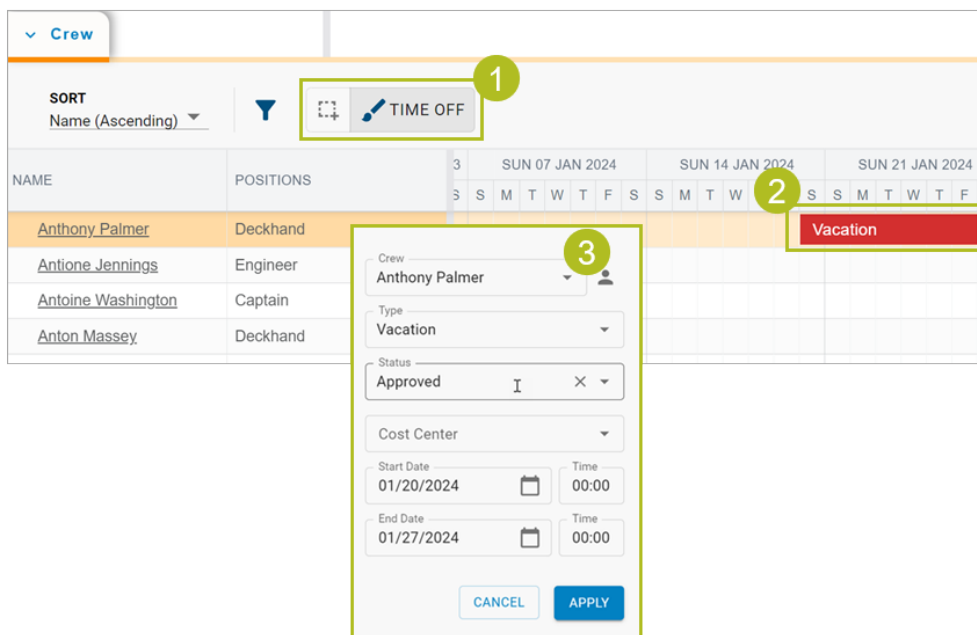 Crew
1
SORT
Name (Ascending)
TIME OFF
NAME
POSITIONS
3 SUN 07 JAN 2024 SUN 14 JAN 2024 SUN 21 JAN 2024
S S M T W T F S S M T W S S M T W T F
2
Anthony Palmer Deckhand Vacation
Antione Jennings Engineer
Antoine Washington Captain
Anton Massey Deckhand
3
Crew
Anthony Palmer
Type
Vacation
Status
Approved
Cost Center
Start Date Time
01/20/2024 00:00
End Date Time
01/27/2024 00:00
CANCEL APPLY